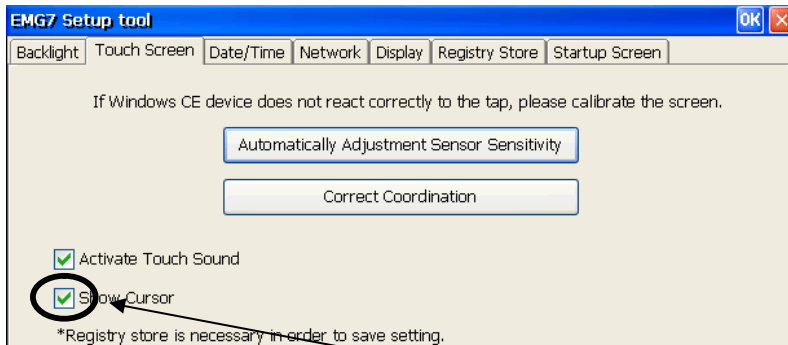 EMG7 Setup tool OK
Backlight Touch Screen Date/Time Network Display Registry Store Startup Screen
If Windows CE device does not react correctly to the tap, please calibrate the screen.
Automatically Adjustment Sensor Sensitivity
Correct Coordination
Activate Touch Sound
Show Cursor
*Registry store is necessary in order to save setting.